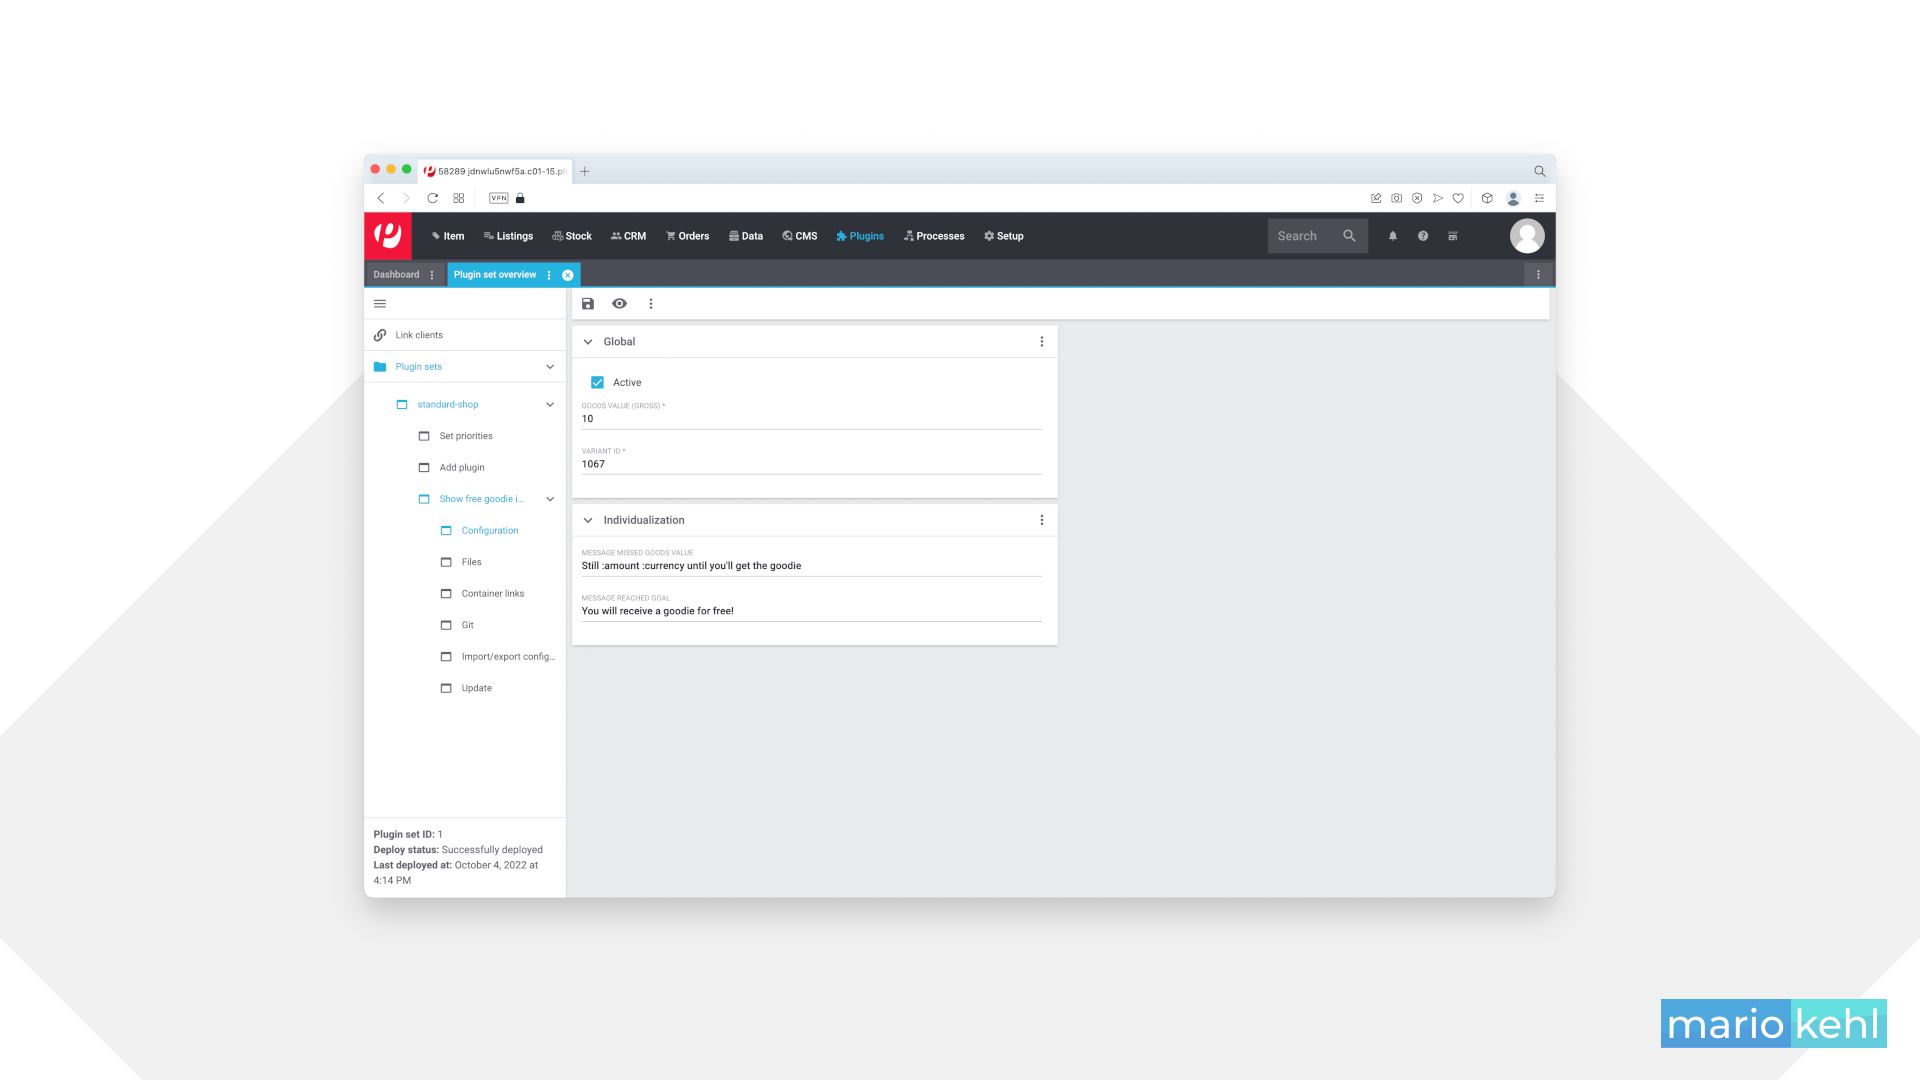 58289 jdnwlu5nwf5a.c01-15.pl
VPN
Item Listings Stock CRM Orders Data CMS Plugins Processes Setup Search
Dashboard Plugin set overview
Link clients
Plugin sets
standard-shop
Set priorities
Add plugin
Show free goodie i...
Configuration
Files
Container links
Git
Import/export config...
Update
Plugin set ID: 1
Deploy status: Successfully deployed
Last deployed at: October 4, 2022 at
4:14 PM
Global
Active
GOODS VALUE (GROSS) *
10
VARIANT ID *
1067
Individualization
MESSAGE MISSED GOODS VALUE
Still :amount :currency until you'll get the goodie
MESSAGE REACHED GOAL
You will receive a goodie for free!
mario kehl